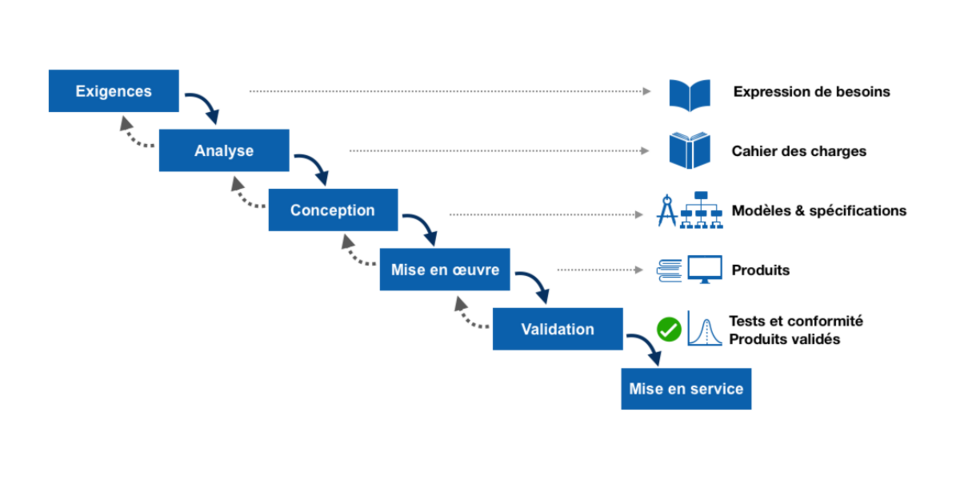 Exigences
Expression de besoins
Analyse
Cahier des charges
Conception
Modèles & spécifications
Mise en œuvre
Produits
Validation
Tests et conformité
Produits validés
Mise en service